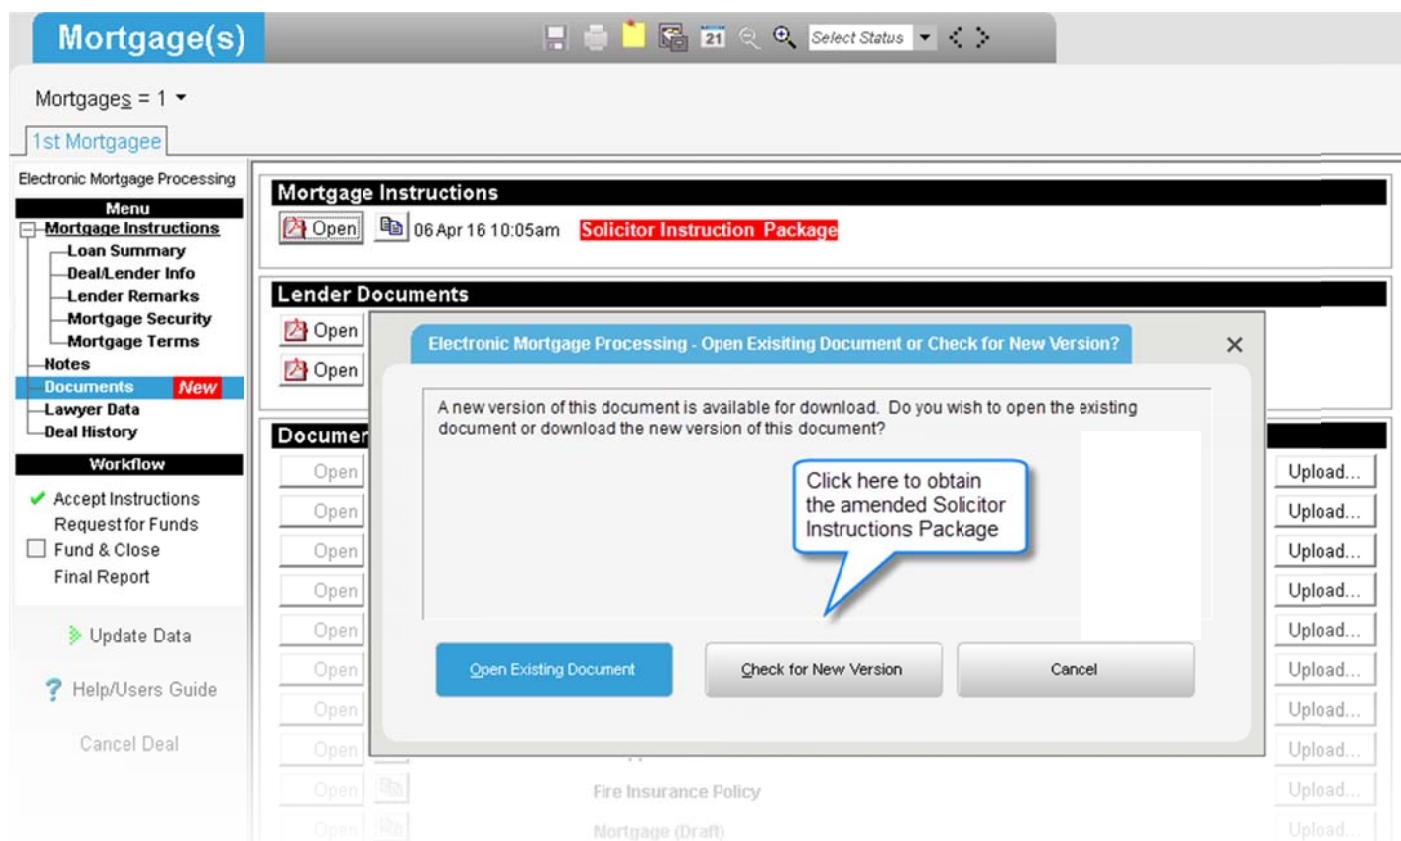 Mortgage(s)
21
Select Status
Mortgages = 1
1st Mortgagee
Electronic Mortgage Processing
Menu
Mortgage Instructions
Loan Summary
Deal/Lender Info
Lender Remarks
Mortgage Security
Mortgage Terms
Notes
Documents New
Lawyer Data
Deal History
Workflow
Accept Instructions
Request for Funds
Fund & Close
Final Report
Update Data
? Help/Users Guide
Cancel Deal
Mortgage Instructions
Open 06 Apr 16 10:05am Solicitor Instruction Package
Lender Documents
Open
Open
Electronic Mortgage Processing - Open Exisiting Document or Check for New Version?
A new version of this document is available for download. Do you wish to open the existing
document or download the new version of this document?
Click here to obtain
the amended Solicitor
Instructions Package
Open Existing Document Check for New Version Cancel
Open Upload...
Open Upload...
Open Upload...
Open Upload...
Open Upload...
Open Upload...
Open Upload...
Open Upload...
Open Fire Insurance Policy Upload...
Open Mortgage (Draft) Upload...